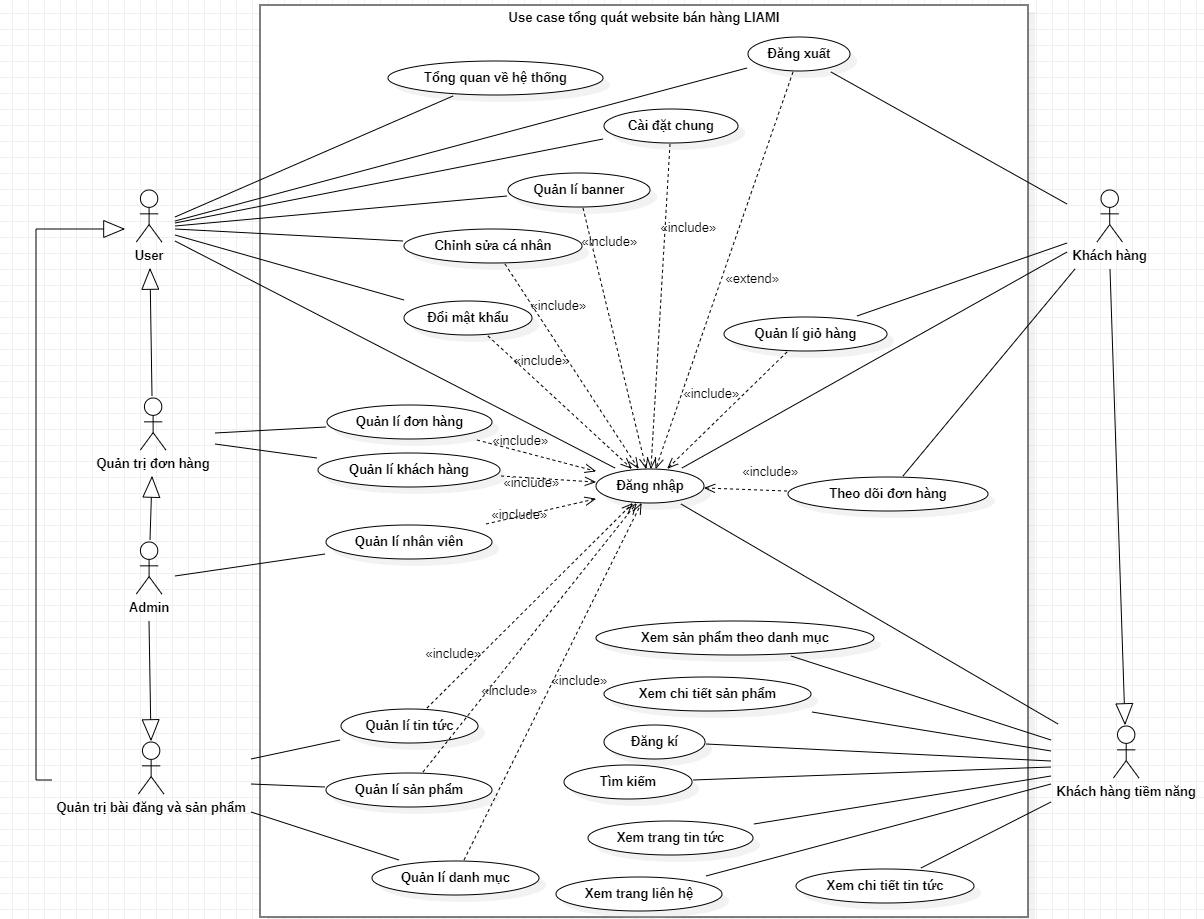 Use case tổng quát website bán hàng LIAMI
Đăng xuất
Tổng quan về hệ thống
Cài đặt chung
Quản lí banner
«include»
Chỉnh sửa cá nhân
«include»
User
Khách hàng
«extend»
«include»
Đổi mật khẩu
Quản lí giỏ hàng
«include»
«include»
Quản lí đơn hàng
«include»
Quản trị đơn hàng
Quản lí khách hàng
«include»
«include»
Đăng nhập
Theo dõi đơn hàng
«include»
Quản lí nhân viên
Admin
Xem sản phẩm theo danh mục
«include»
«include»
«include»
Xem chi tiết sản phẩm
Quản lí tin tức
Đăng kí
Tìm kiếm
Quản lí sản phẩm
Khách hàng tiềm năng
Quản trị bài đăng và sản phẩm
Xem trang tin tức
Quản lí danh mục
Xem trang liên hệ
Xem chi tiết tin tức